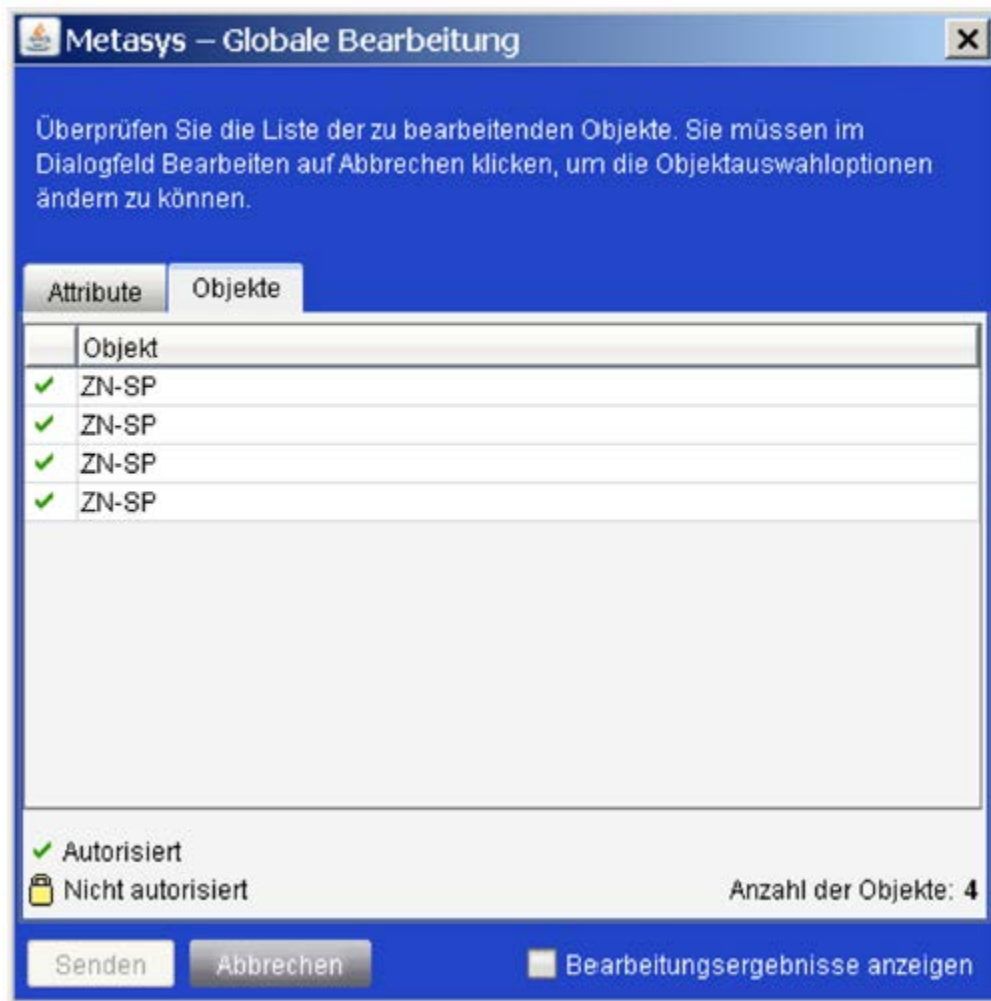 Metasys – Globale Bearbeitung
Überprüfen Sie die Liste der zu bearbeitenden Objekte. Sie müssen im
Dialogfeld Bearbeiten auf Abbrechen klicken, um die Objektauswahloptionen
ändern zu können.
Attribute Objekte
Objekt
ZN-SP
ZN-SP
ZN-SP
ZN-SP
Autorisiert
Nicht autorisiert Anzahl der Objekte: 4
Senden Abbrechen Bearbeitungsergebnisse anzeigen